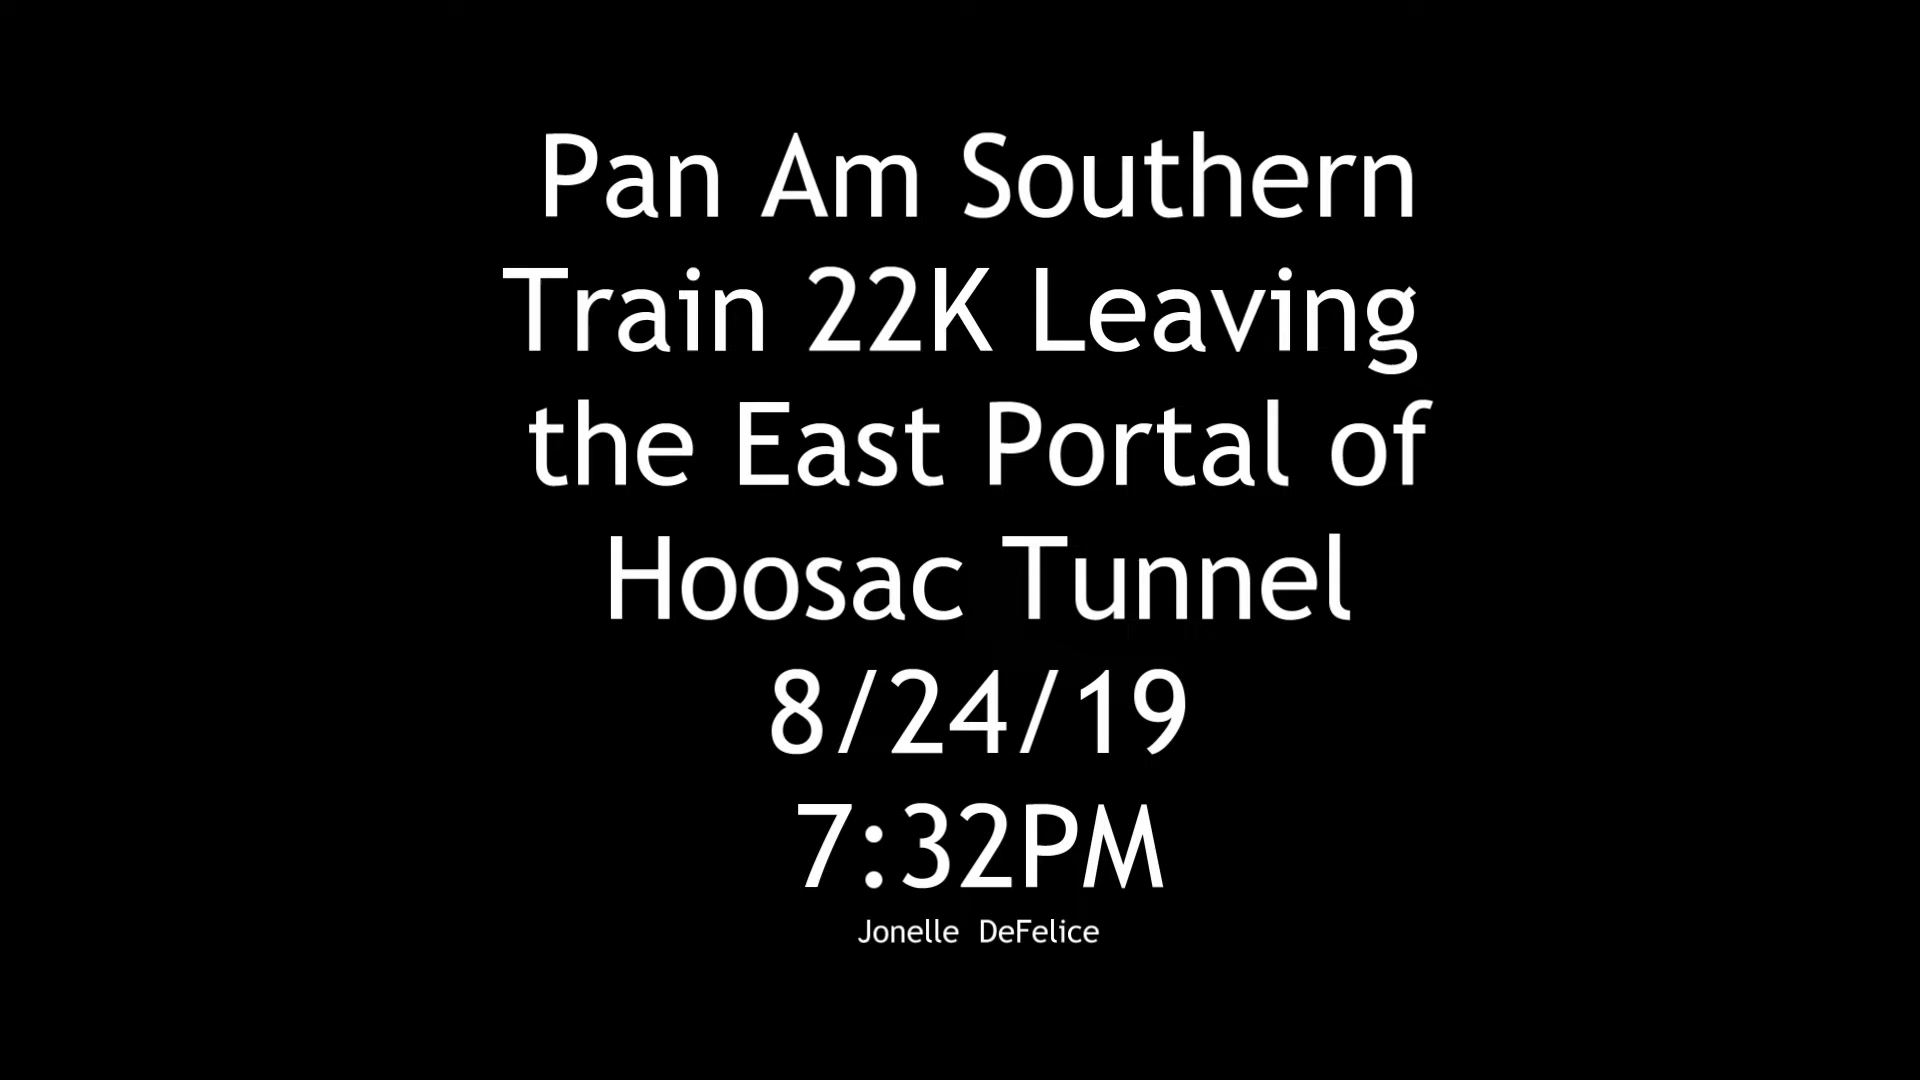 Pan Am Southern
Train 22K Leaving
the East Portal of
Hoosac Tunnel
8/24/19
7:32PM
Jonelle DeFelice